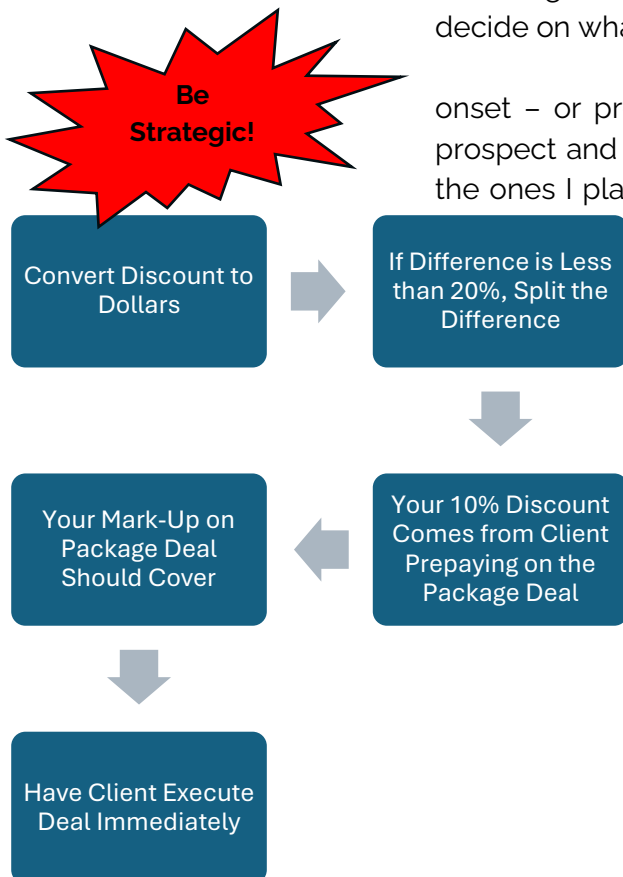 decide on wha
Be
Strategic!
onset – or pr
prospect and
the ones I pla
Convert Discount to
Dollars
If Difference is Less
than 20%, Split the
Difference
Your 10% Discount
Comes from Client
Prepaying on the
Package Deal
Your Mark-Up on
Package Deal
Should Cover
Have Client Execute
Deal Immediately